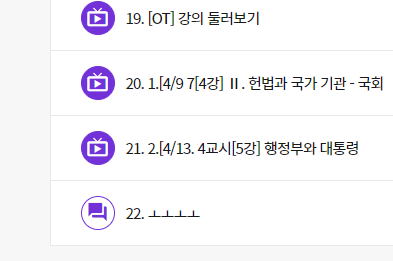 19. [OT] 강의 둘러보기
20. 1.[4/9 7[4강] Ⅱ. 헌법과 국가 기관 - 국회
21. 2.[4/13. 4교시[5강] 행정부와 대통령
22. ㅗㅗㅗㅗ